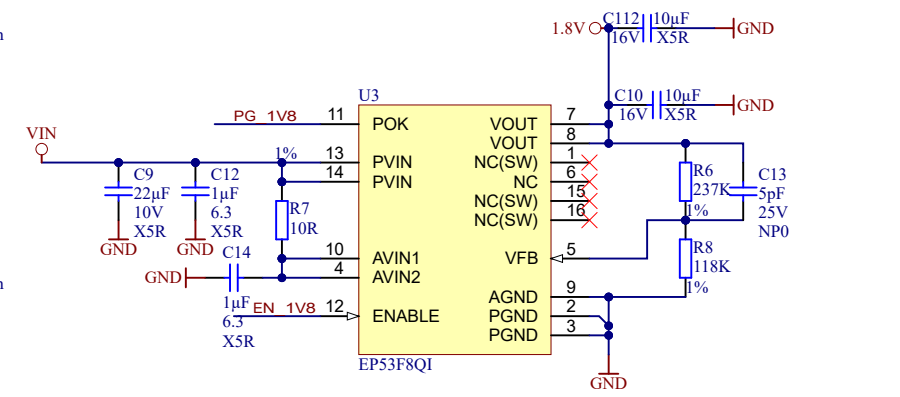 n
n
1.8V
C112
10µF
16V
X5R
GND
C10
10µF
16V
X5R
GND
U3
PG_1V8
11
POK
VOUT
7
VOUT
8
VIN
1%
13
PVIN
14
PVIN
NC(SW)
1
NC
6
NC(SW)
15
NC(SW)
16
C9
22µF
10V
X5R
GND
C12
1µF
6.3
X5R
GND
R7
10R
R6
237K
1%
C13
5pF
25V
NP0
10
AVIN1
4
AVIN2
VFB
5
R8
118K
1%
C14
GND
1µF
6.3
X5R
EN_1V8
12
ENABLE
AGND
9
PGND
2
PGND
3
EP53F8QI
GND